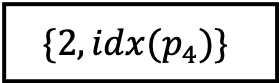 {2, idx(p₄)}